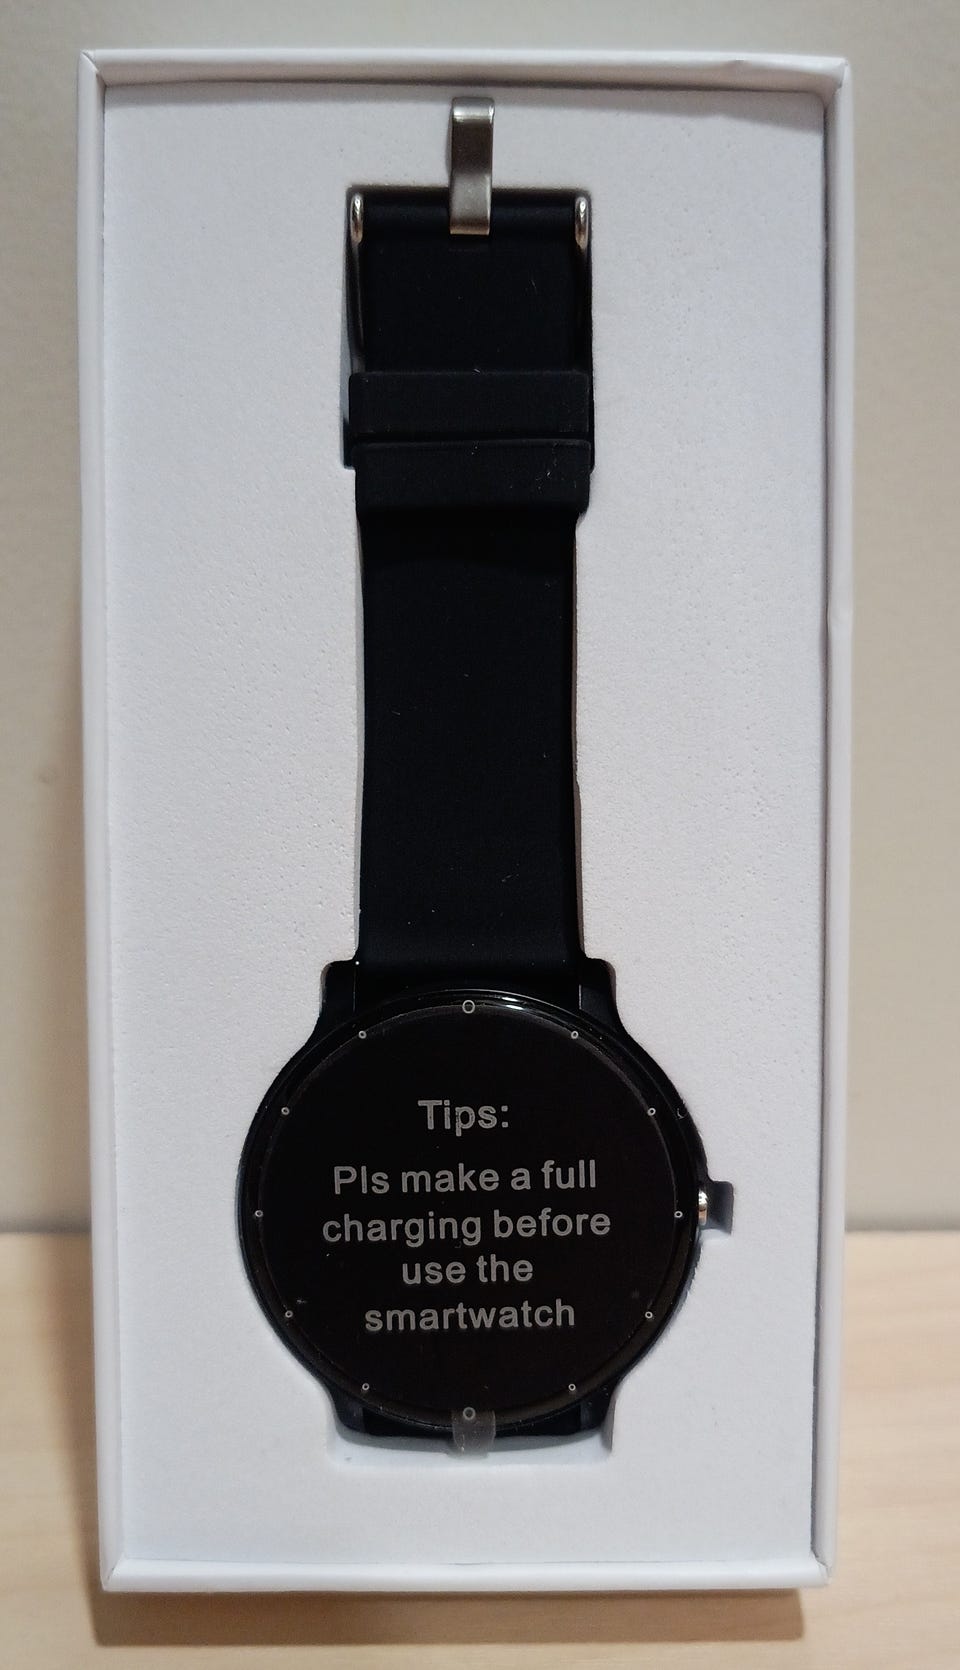 Tips:
Pls make a full
charging before
use the
smartwatch